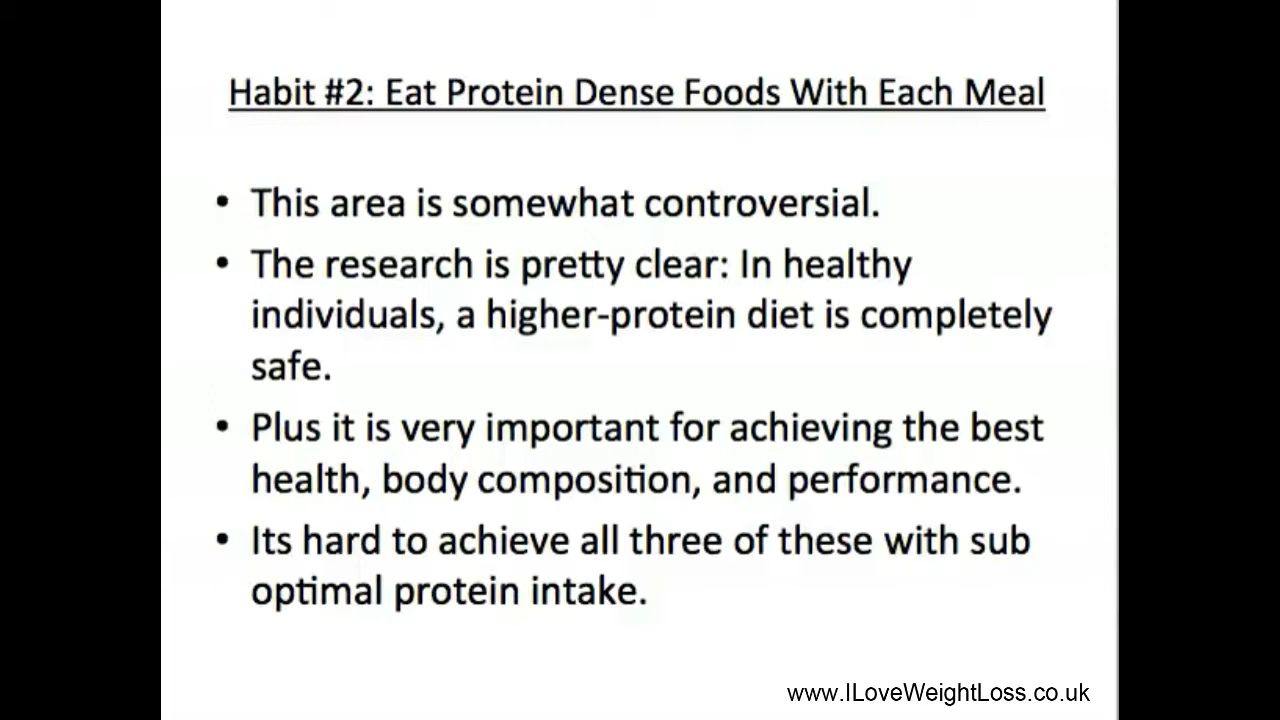 Habit #2: Eat Protein Dense Foods With Each Meal
• This area is somewhat controversial.
• The research is pretty clear: In healthy
individuals, a higher-protein diet is completely
safe.
• Plus it is very important for achieving the best
health, body composition, and performance.
• Its hard to achieve all three of these with sub
optimal protein intake.
www.ILoveWeightLoss.co.uk